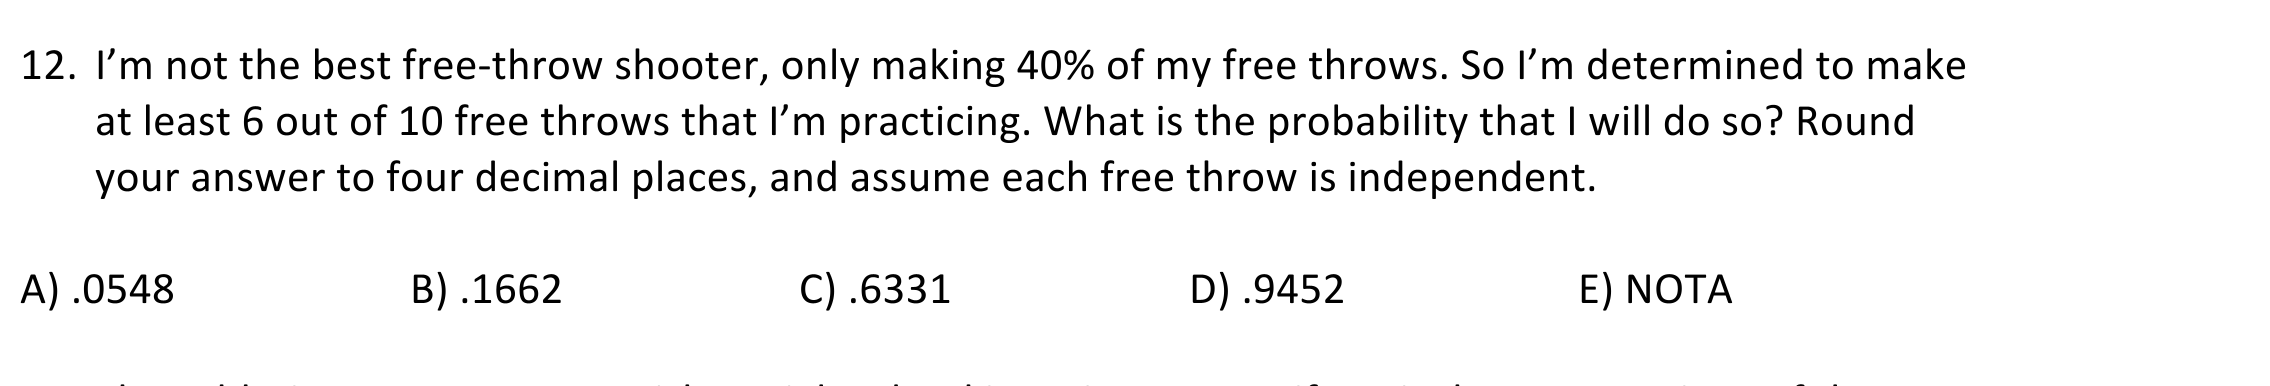 12. I’m not the best free-throw shooter, only making 40% of my free throws. So I’m determined to make
at least 6 out of 10 free throws that I’m practicing. What is the probability that I will do so? Round
your answer to four decimal places, and assume each free throw is independent.
A) .0548 B) .1662 C) .6331 D) .9452 E) NOTA